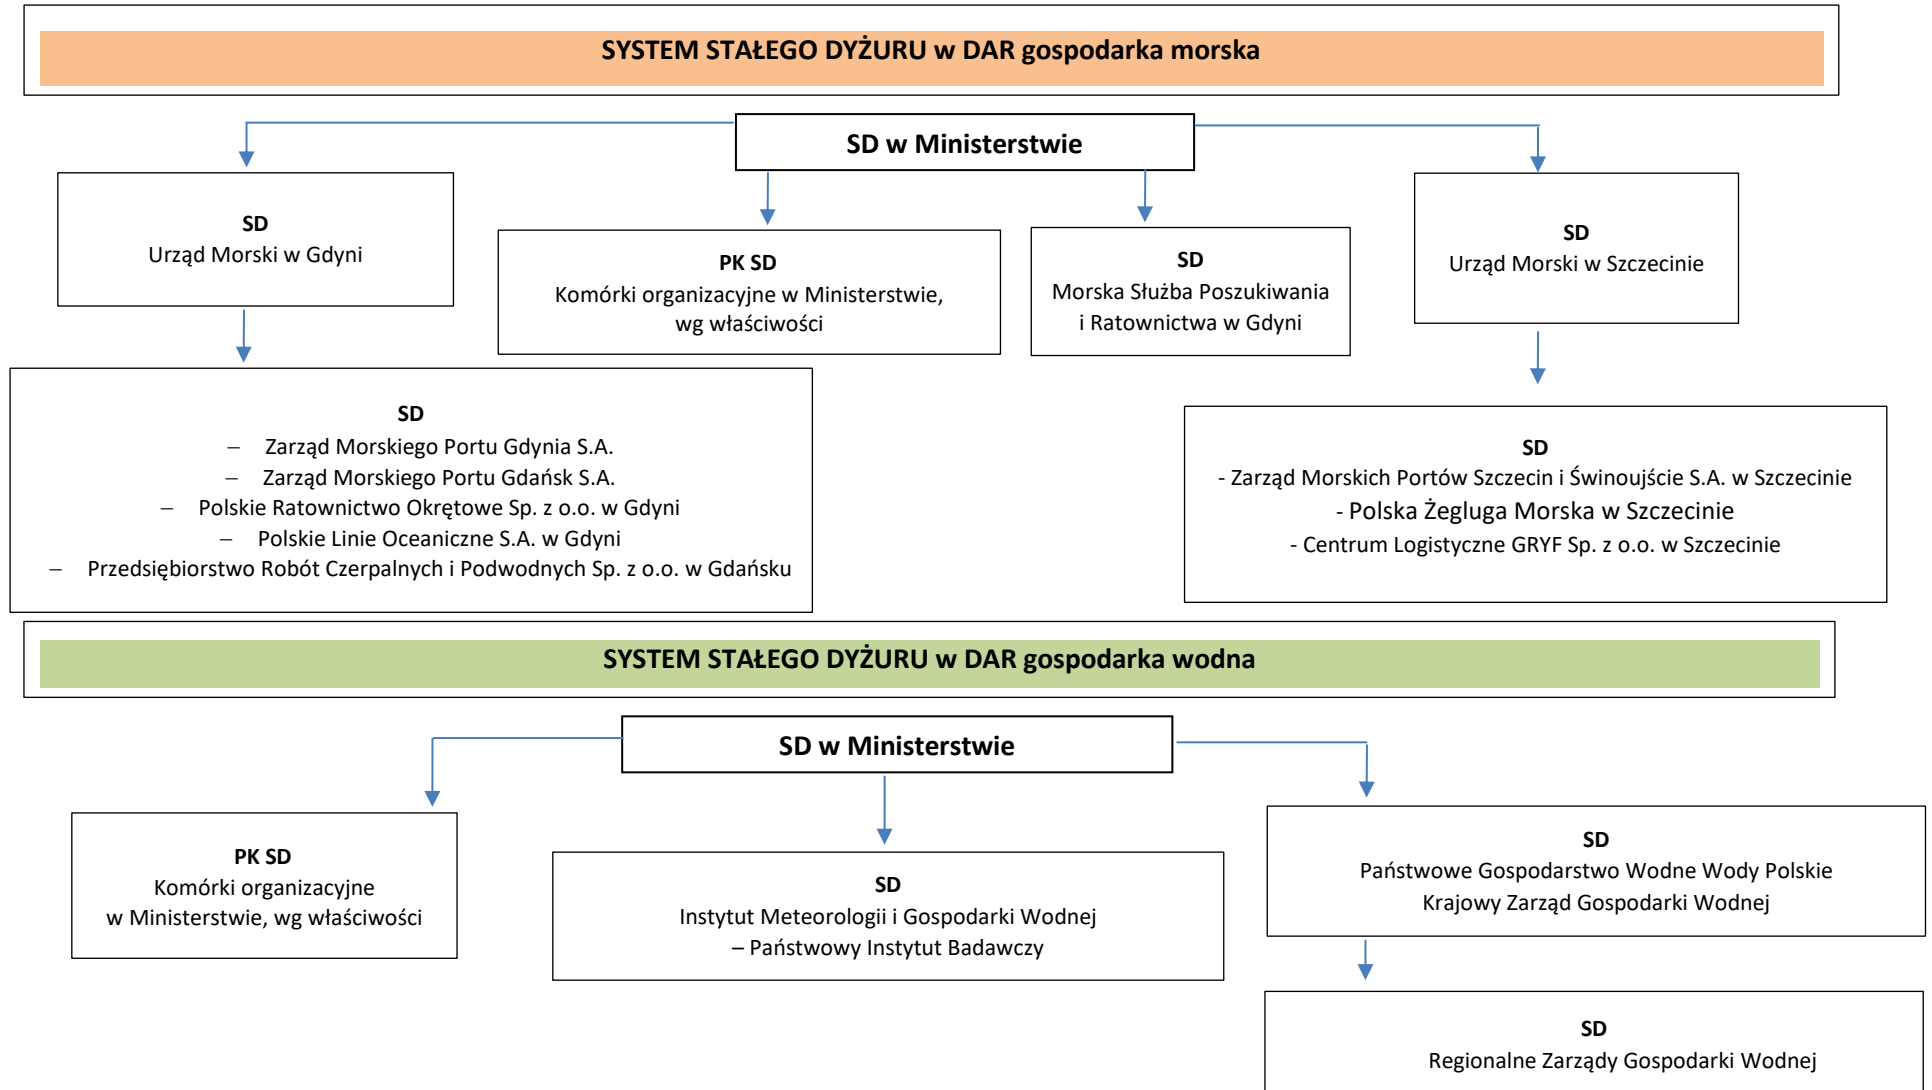 SYSTEM STAŁEGO DYŻURU w DAR gospodarka morska
SD w Ministerstwie
SD
Urząd Morski w Gdyni
PK SD
Komórki organizacyjne w Ministerstwie,
wg właściwości
SD
Morska Służba Poszukiwania
i Ratownictwa w Gdyni
SD
Urząd Morski w Szczecinie
SD
– Zarząd Morskiego Portu Gdynia S.A.
– Zarząd Morskiego Portu Gdańsk S.A.
– Polskie Ratownictwo Okrętowe Sp. z o.o. w Gdyni
– Polskie Linie Oceaniczne S.A. w Gdyni
– Przedsiębiorstwo Robót Czerpalnych i Podwodnych Sp. z o.o. w Gdańsku
SD
- Zarząd Morskich Portów Szczecin i Świnoujście S.A. w Szczecinie
- Polska Żegluga Morska w Szczecinie
- Centrum Logistyczne GRYF Sp. z o.o. w Szczecinie
SYSTEM STAŁEGO DYŻURU w DAR gospodarka wodna
SD w Ministerstwie
PK SD
Komórki organizacyjne
w Ministerstwie, wg właściwości
SD
Instytut Meteorologii i Gospodarki Wodnej
– Państwowy Instytut Badawczy
SD
Państwowe Gospodarstwo Wodne Wody Polskie
Krajowy Zarząd Gospodarki Wodnej
SD
Regionalne Zarządy Gospodarki Wodnej